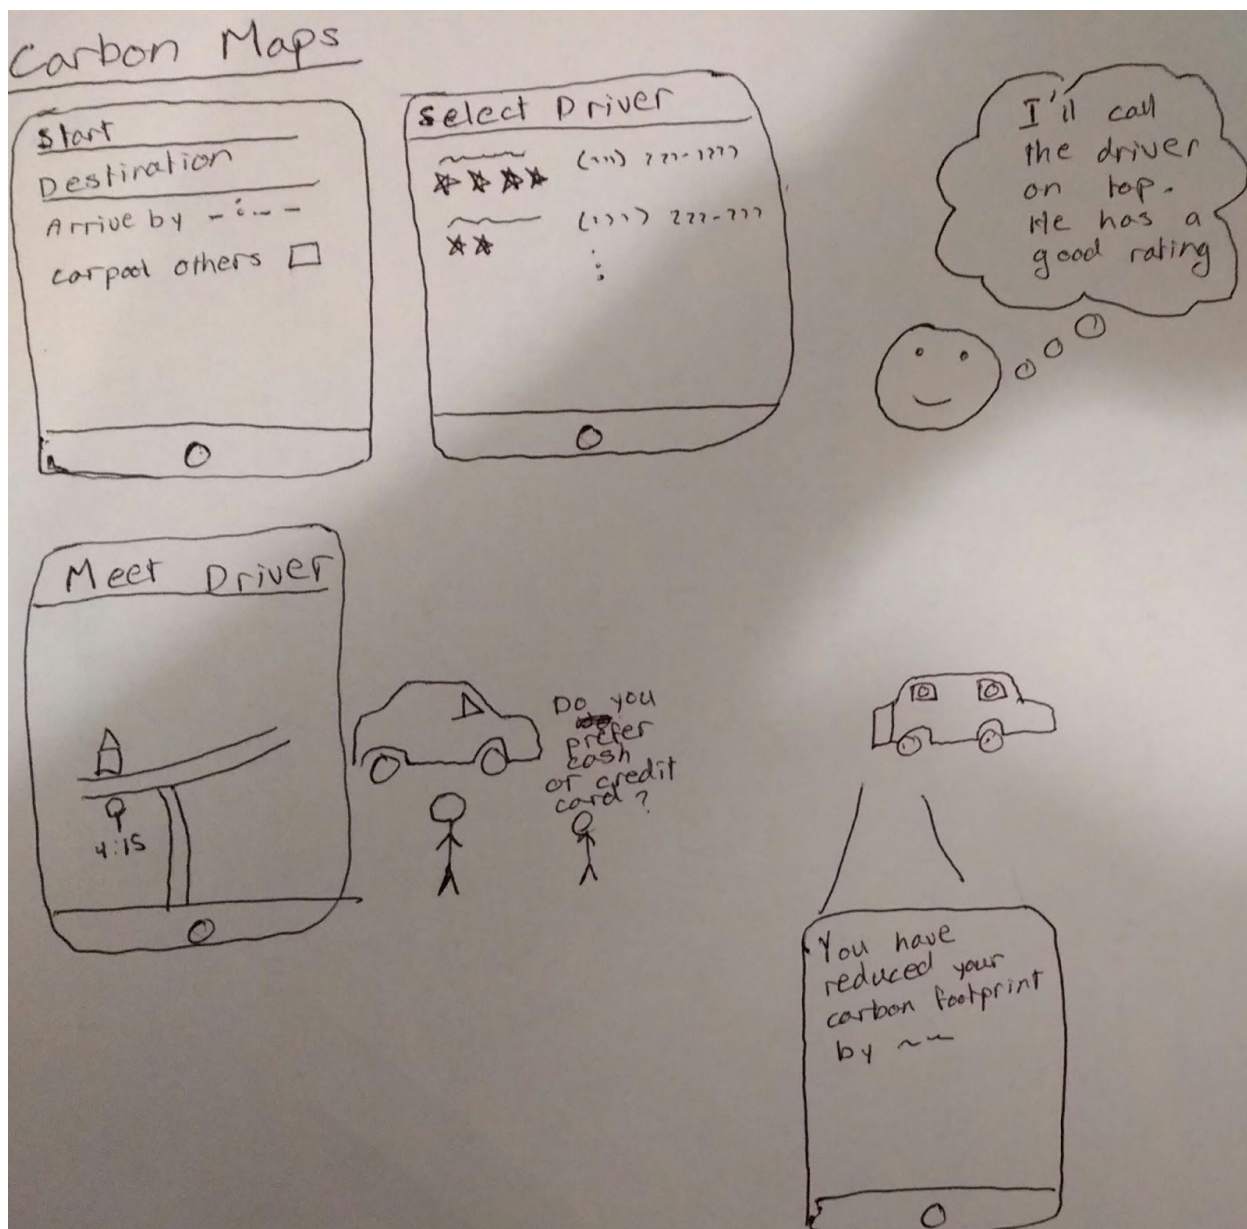 Carbon Maps
Start
Destination
Arrive by _ : _ _
carpool others
Select Driver
(???) ???-????
(???) ???-???
I'll call
the driver
on top.
He has a
good rating
Meet Driver
4:15
Do you
prefer
cash
or credit
card?
You have
reduced your
carbon footprint
by ~~